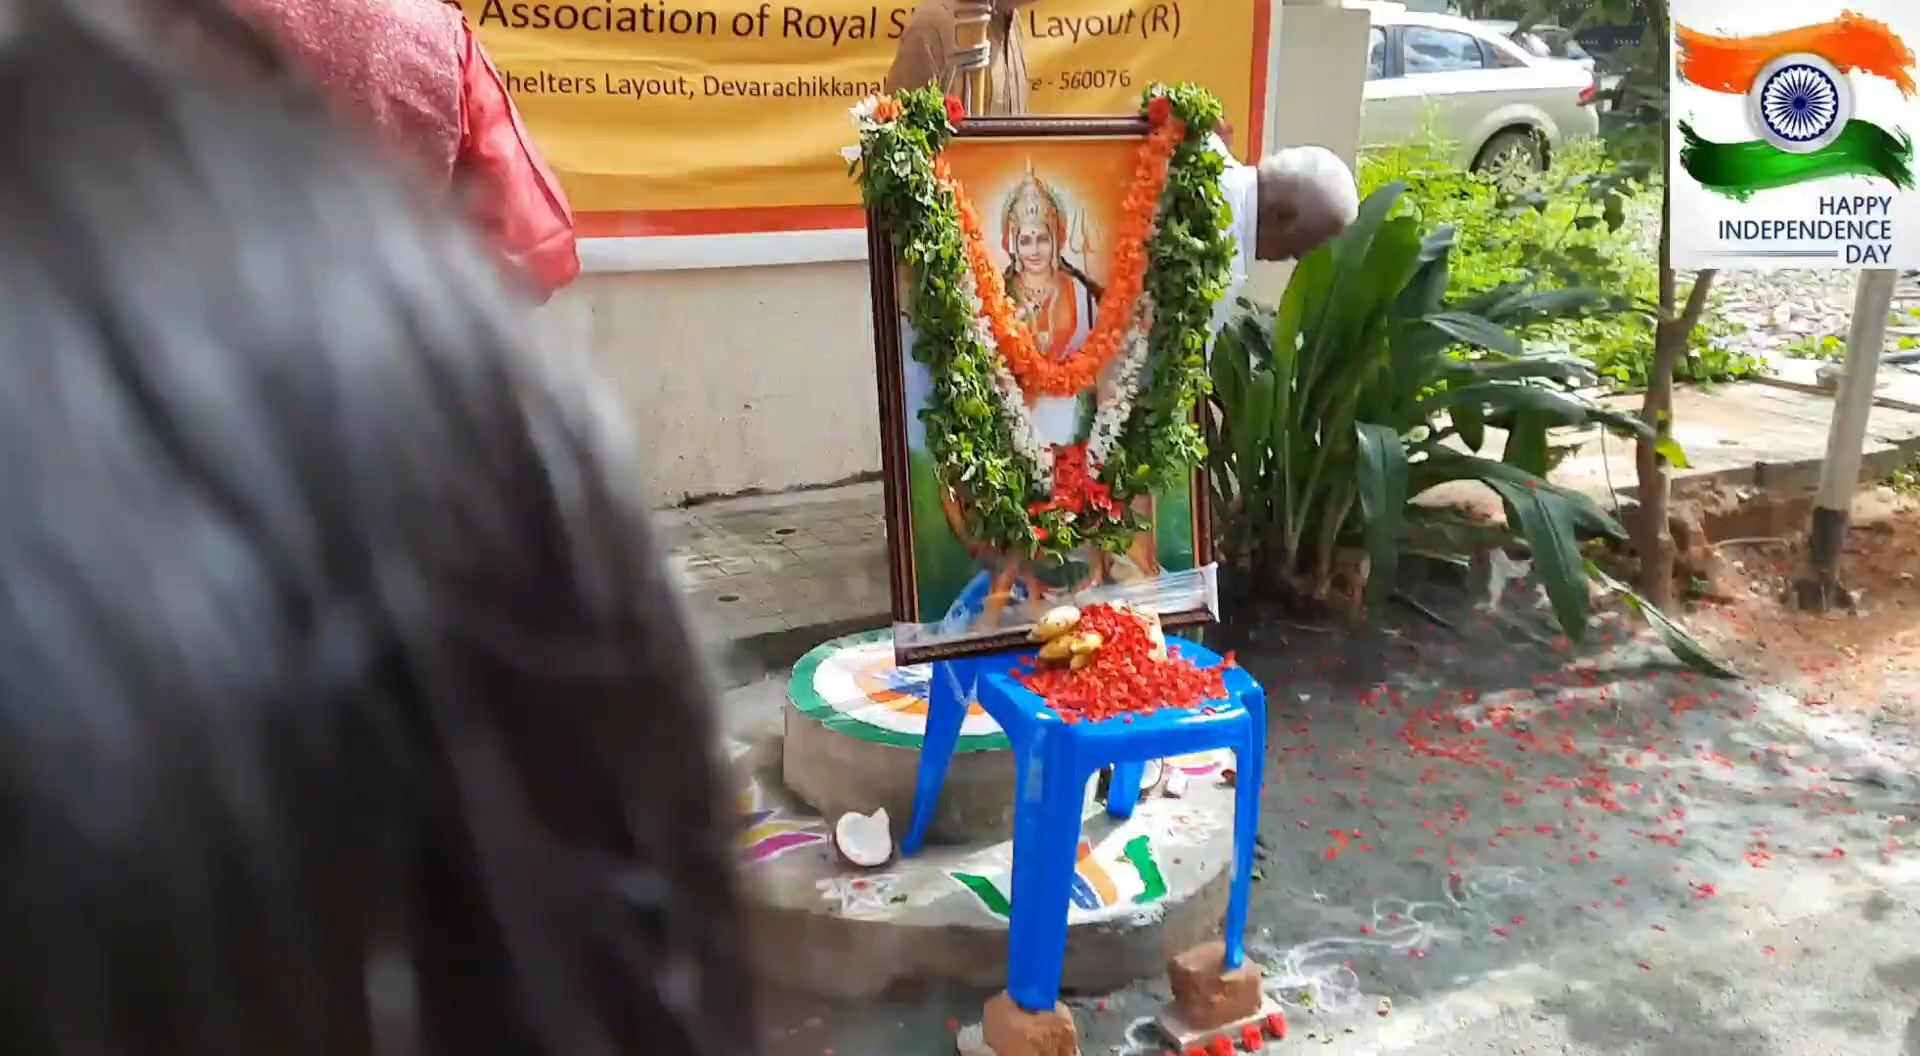 Association of Royal S Layout (R)
helters Layout, Devarachikkana e - 560076
HAPPY
INDEPENDENCE
DAY